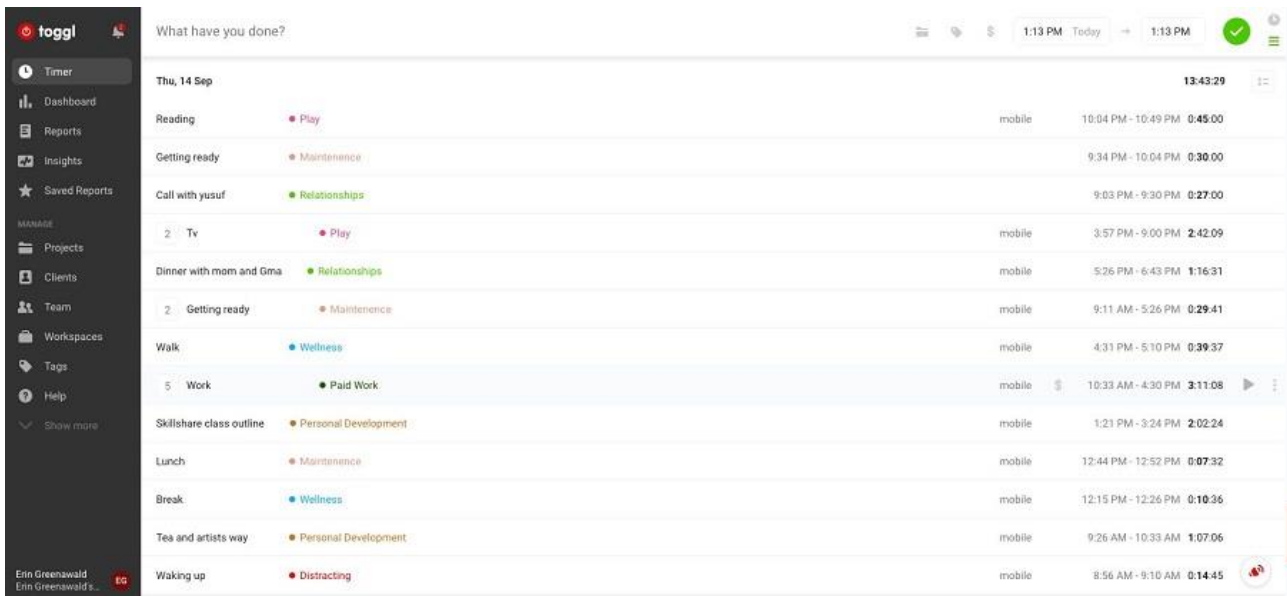 toggl
Timer
Dashboard
Reports
Insights
Saved Reports
MANAGE
Projects
Clients
Team
Workspaces
Tags
Help
Show more
Erin Greenawald
Erin Greenawald's...
EG
What have you done?
$ 1:13 PM Today → 1:13 PM
Thu, 14 Sep 13:43:29
Reading • Play mobile 10:04 PM - 10:49 PM 0:45:00
Getting ready • Maintenence 9:34 PM - 10:04 PM 0:30:00
Call with yusuf • Relationships 9:03 PM - 9:30 PM 0:27:00
2 Tv • Play mobile 3:57 PM - 9:00 PM 2:42:09
Dinner with mom and Gma • Relationships mobile 5:26 PM - 6:43 PM 1:16:31
2 Getting ready • Maintenence mobile 9:11 AM - 5:26 PM 0:29:41
Walk • Wellness mobile 4:31 PM - 5:10 PM 0:39:37
5 Work • Paid Work mobile $ 10:33 AM - 4:30 PM 3:11:08
Skillshare class outline • Personal Development mobile 1:21 PM - 3:24 PM 2:02:24
Lunch • Maintenence mobile 12:44 PM - 12:52 PM 0:07:32
Break • Wellness mobile 12:15 PM - 12:26 PM 0:10:36
Tea and artists way • Personal Development mobile 9:26 AM - 10:33 AM 1:07:06
Waking up • Distracting mobile 8:56 AM - 9:10 AM 0:14:45